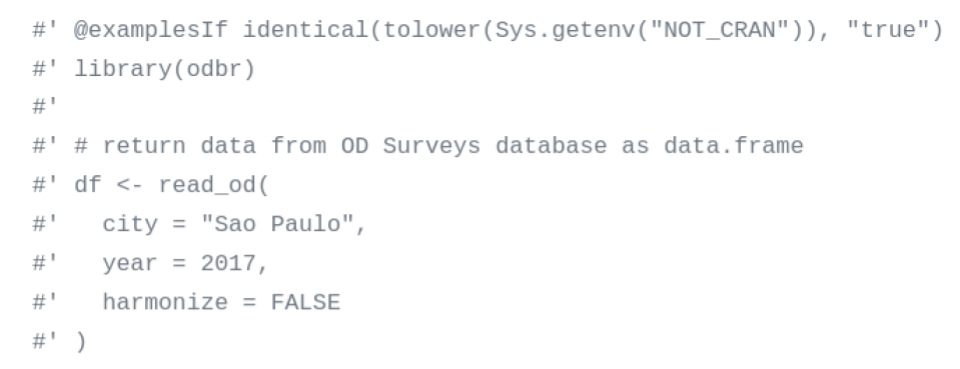 #' @examplesIf identical(tolower(Sys.getenv("NOT_CRAN")), "true")
#' library(odbr)
#'
#' # return data from OD Surveys database as data.frame
#' df <- read_od(
#'   city = "Sao Paulo",
#'   year = 2017,
#'   harmonize = FALSE
#' )